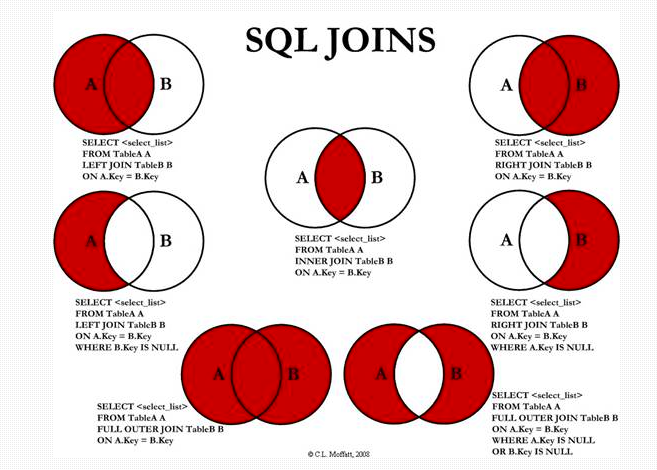 SQL JOINS
A B
SELECT <select_list>
FROM TableA A
LEFT JOIN TableB B
ON A.Key = B.Key
A B
SELECT <select_list>
FROM TableA A
RIGHT JOIN TableB B
ON A.Key = B.Key
A B
SELECT <select_list>
FROM TableA A
INNER JOIN TableB B
ON A.Key = B.Key
A B
SELECT <select_list>
FROM TableA A
LEFT JOIN TableB B
ON A.Key = B.Key
WHERE B.Key IS NULL
A B
SELECT <select_list>
FROM TableA A
RIGHT JOIN TableB B
ON A.Key = B.Key
WHERE A.Key IS NULL
A B
SELECT <select_list>
FROM TableA A
FULL OUTER JOIN TableB B
ON A.Key = B.Key
A B
SELECT <select_list>
FROM TableA A
FULL OUTER JOIN TableB B
ON A.Key = B.Key
WHERE A.Key IS NULL
OR B.Key IS NULL
© C.L. Moffatt, 2008